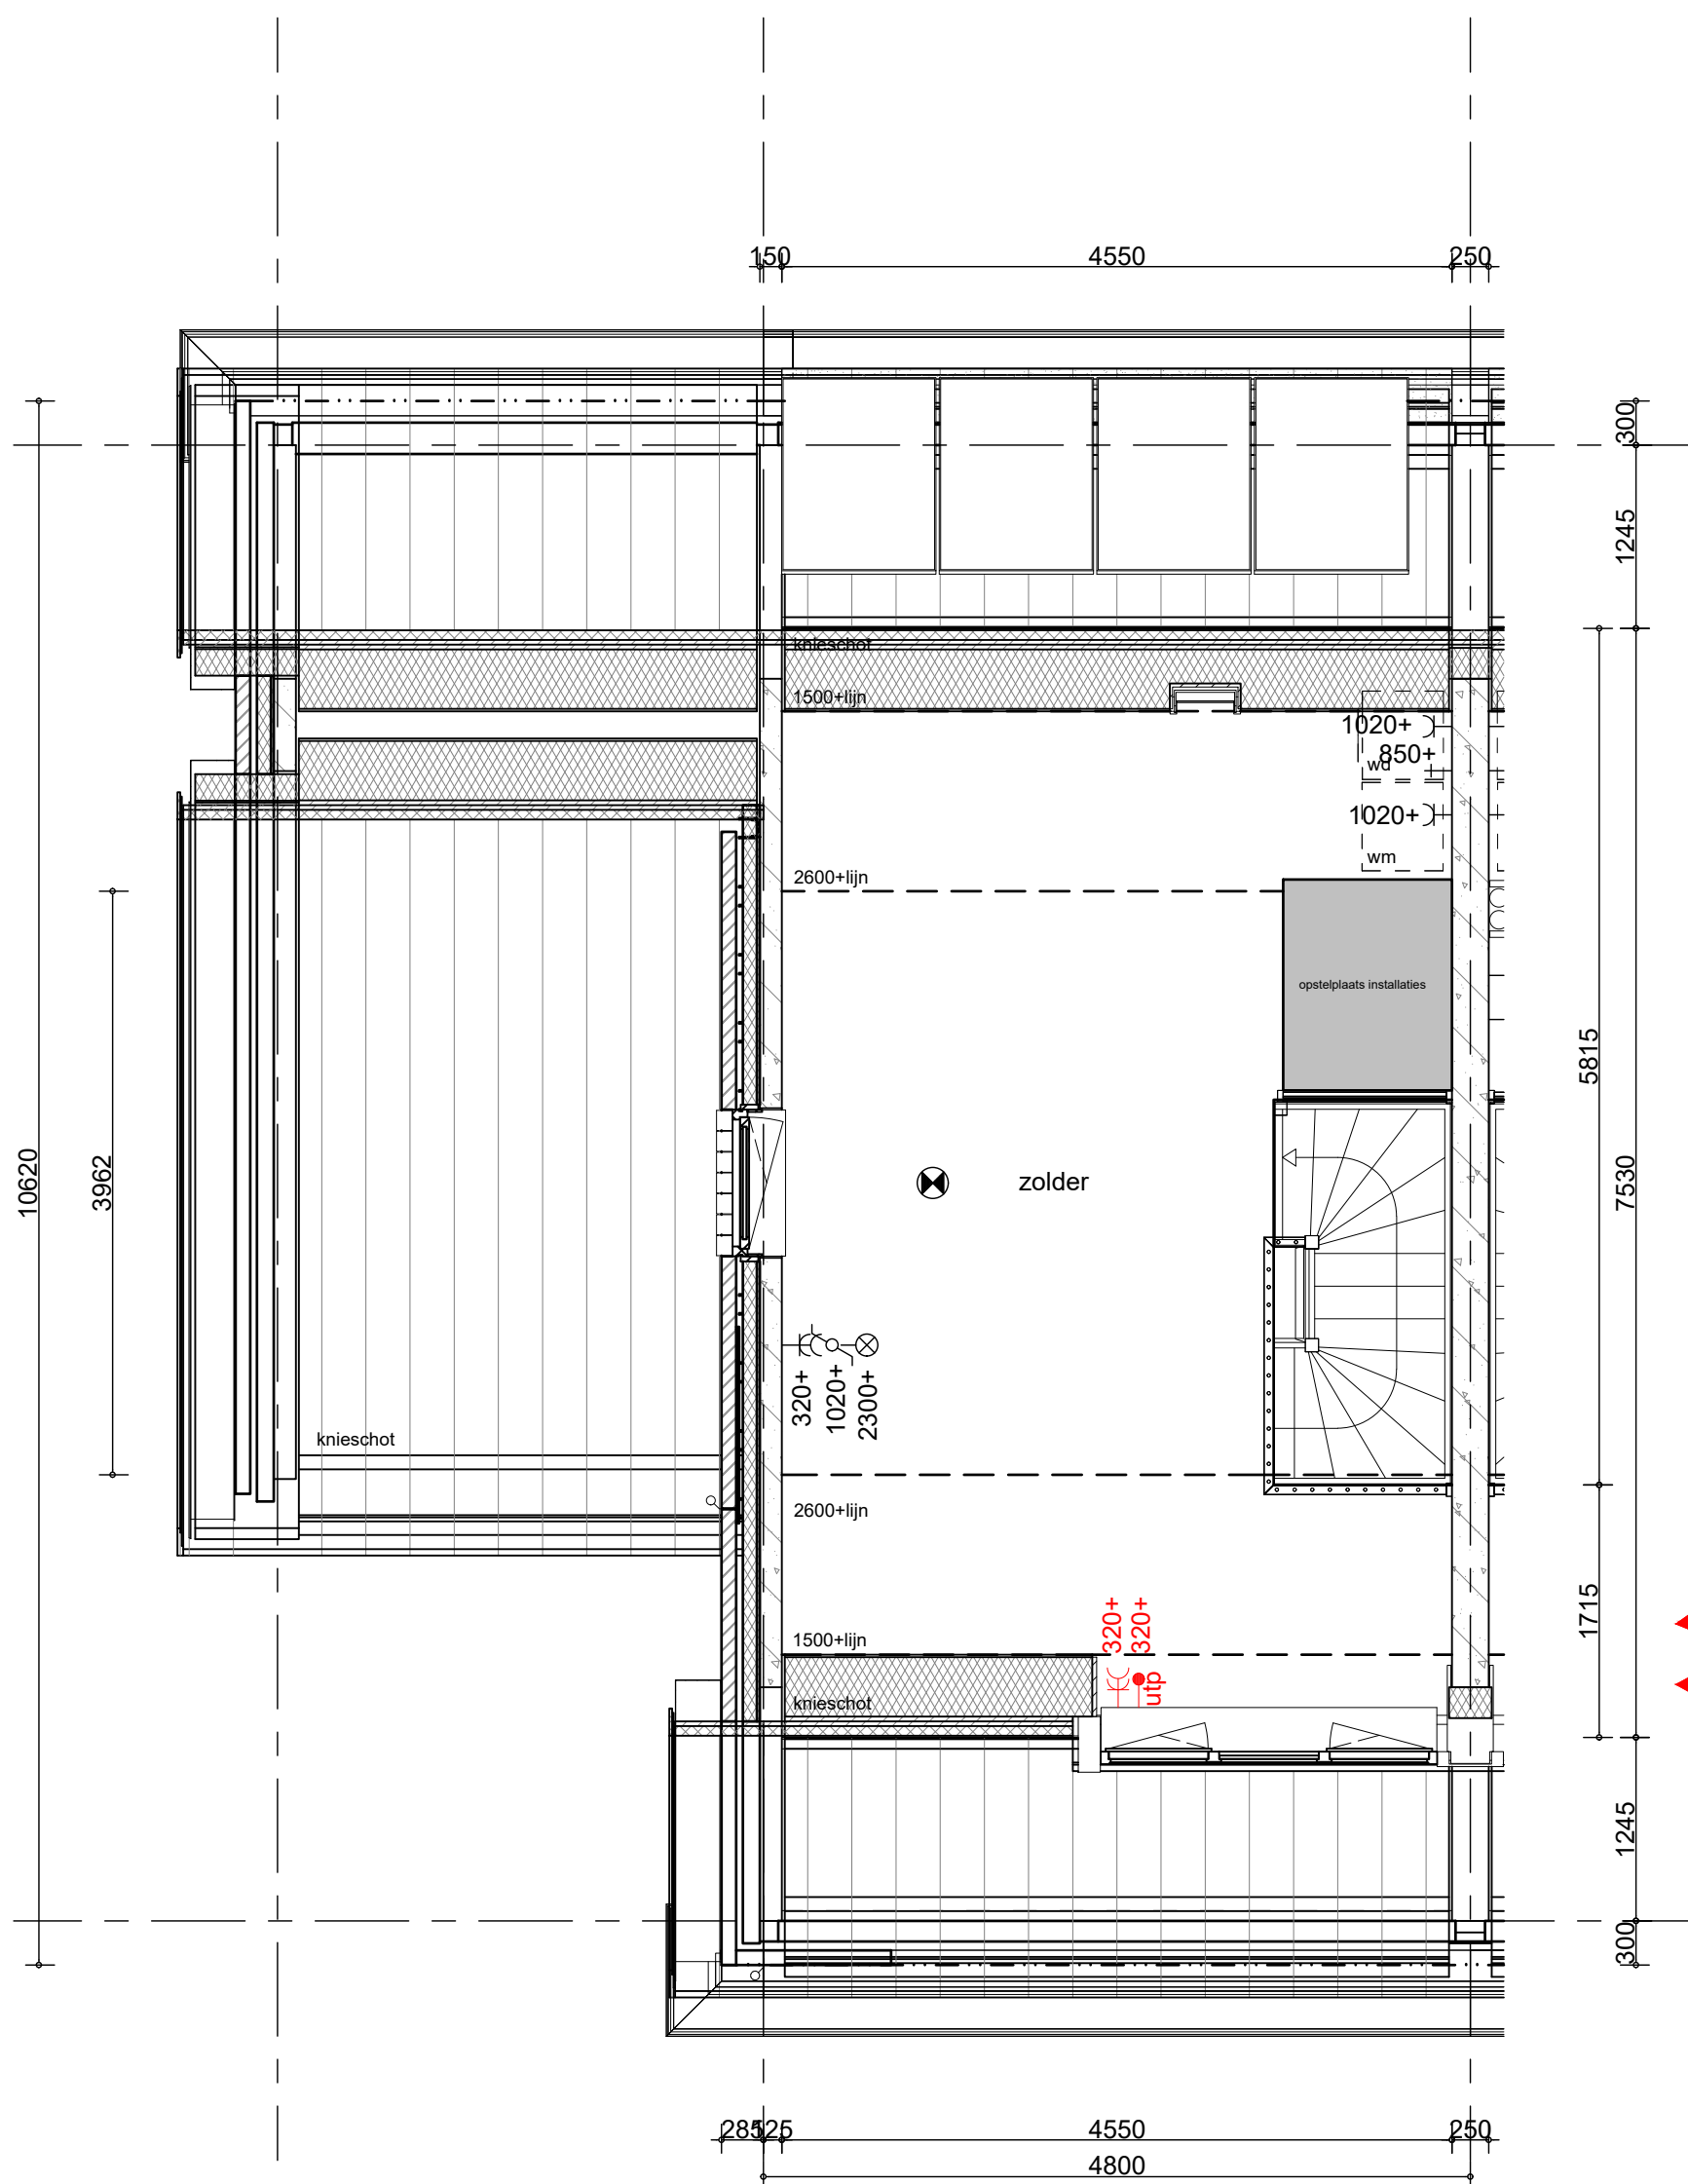 150
4550
250
300
1245
knieschot
1500+lijn
1020+
850+
wd
1020+
wm
2600+lijn
opstelplaats installaties
5815
10620
3962
7530
zolder
320+
1020+
2300+
knieschot
2600+lijn
1715
320+
320+
utp
1500+lijn
knieschot
1245
300
285
125
4550
250
4800